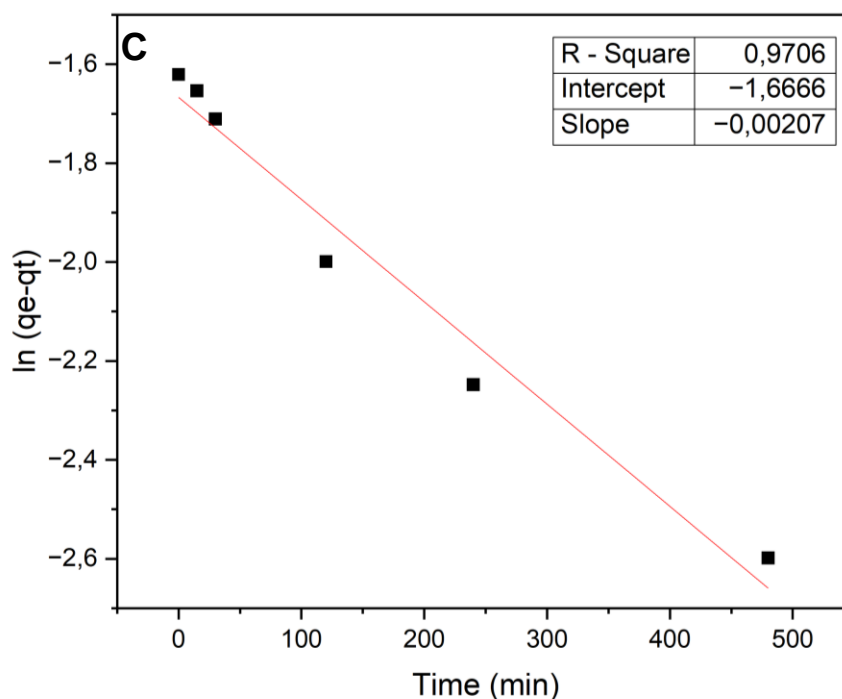 C
R - Square 0,9706
Intercept −1,6666
Slope −0,00207
−1,6
−1,8
−2,0
−2,2
−2,4
−2,6
ln (qe-qt)
0 100 200 300 400 500
Time (min)